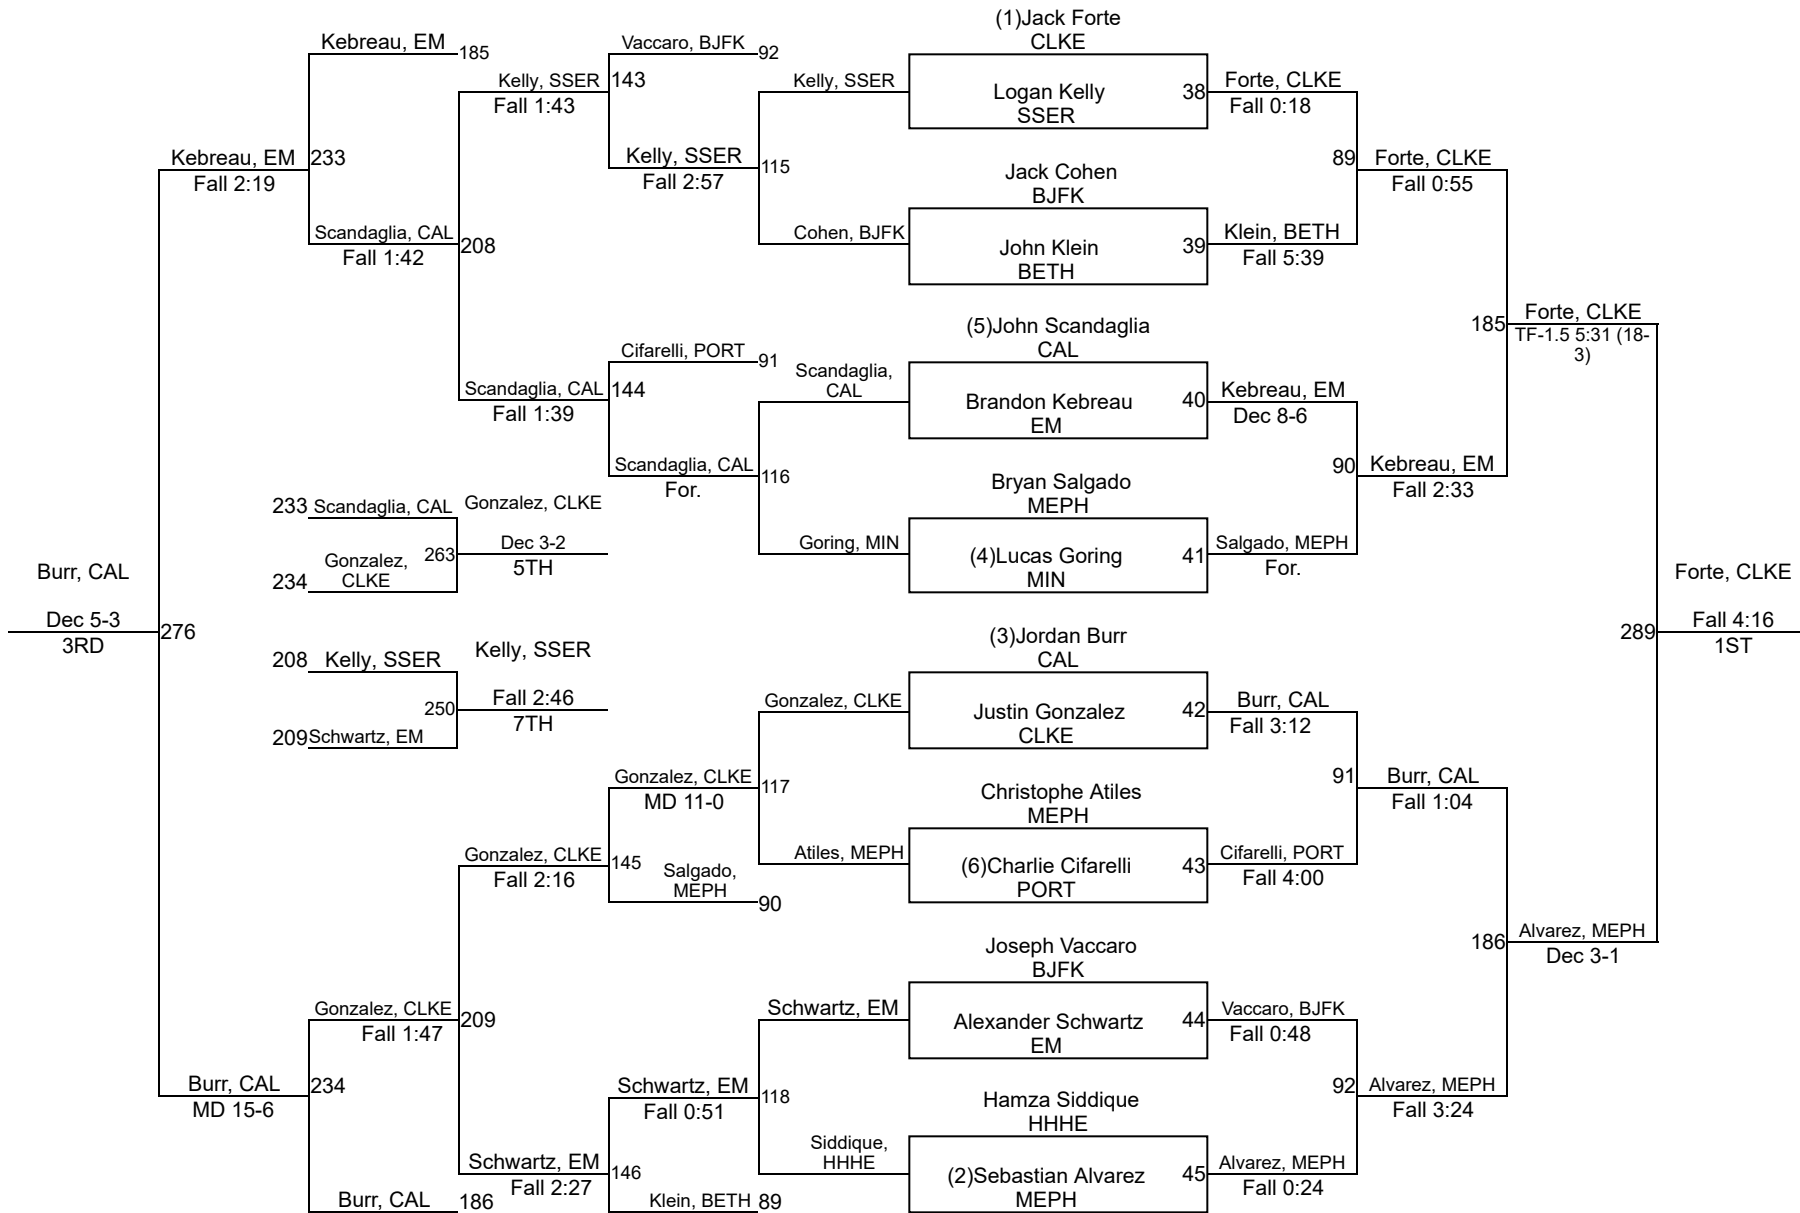 (1)Jack Forte
CLKE
Kebreau, EM
185
Vaccaro, BJFK
92
Kelly, SSER
143
Fall 1:43
Kelly, SSER
Logan Kelly
38
SSER
Forte, CLKE
Fall 0:18
Kebreau, EM
233
Fall 2:19
Kelly, SSER
115
Fall 2:57
Jack Cohen
BJFK
89
Forte, CLKE
Fall 0:55
Scandaglia, CAL
208
Fall 1:42
Cohen, BJFK
John Klein
39
BETH
Klein, BETH
Fall 5:39
(5)John Scandaglia
CAL
185
Forte, CLKE
TF-1.5 5:31 (18-
3)
Cifarelli, PORT
91
Scandaglia, CAL
144
Fall 1:39
Scandaglia,
CAL
Brandon Kebreau
40
EM
Kebreau, EM
Dec 8-6
Scandaglia, CAL
116
For.
Bryan Salgado
MEPH
90
Kebreau, EM
Fall 2:33
233
Scandaglia, CAL
Gonzalez, CLKE
263
Dec 3-2
5TH
234
Gonzalez,
CLKE
Goring, MIN
(4)Lucas Goring
41
MIN
Salgado, MEPH
For.
Burr, CAL
Dec 5-3
276
3RD
Forte, CLKE
289
Fall 4:16
1ST
(3)Jordan Burr
CAL
208
Kelly, SSER
Kelly, SSER
250
Fall 2:46
7TH
209
Schwartz, EM
Gonzalez, CLKE
Justin Gonzalez
42
CLKE
Burr, CAL
Fall 3:12
Gonzalez, CLKE
117
MD 11-0
Christophe Atiles
MEPH
91
Burr, CAL
Fall 1:04
Gonzalez, CLKE
145
Fall 2:16
Salgado,
MEPH
90
Atiles, MEPH
(6)Charlie Cifarelli
43
PORT
Cifarelli, PORT
Fall 4:00
Joseph Vaccaro
BJFK
186
Alvarez, MEPH
Dec 3-1
Gonzalez, CLKE
209
Fall 1:47
Schwartz, EM
Alexander Schwartz
44
EM
Vaccaro, BJFK
Fall 0:48
Burr, CAL
234
MD 15-6
Schwartz, EM
118
Fall 0:51
Hamza Siddique
HHHE
92
Alvarez, MEPH
Fall 3:24
Schwartz, EM
146
Fall 2:27
Siddique,
HHHE
(2)Sebastian Alvarez
45
MEPH
Alvarez, MEPH
Fall 0:24
Burr, CAL
186
Klein, BETH
89